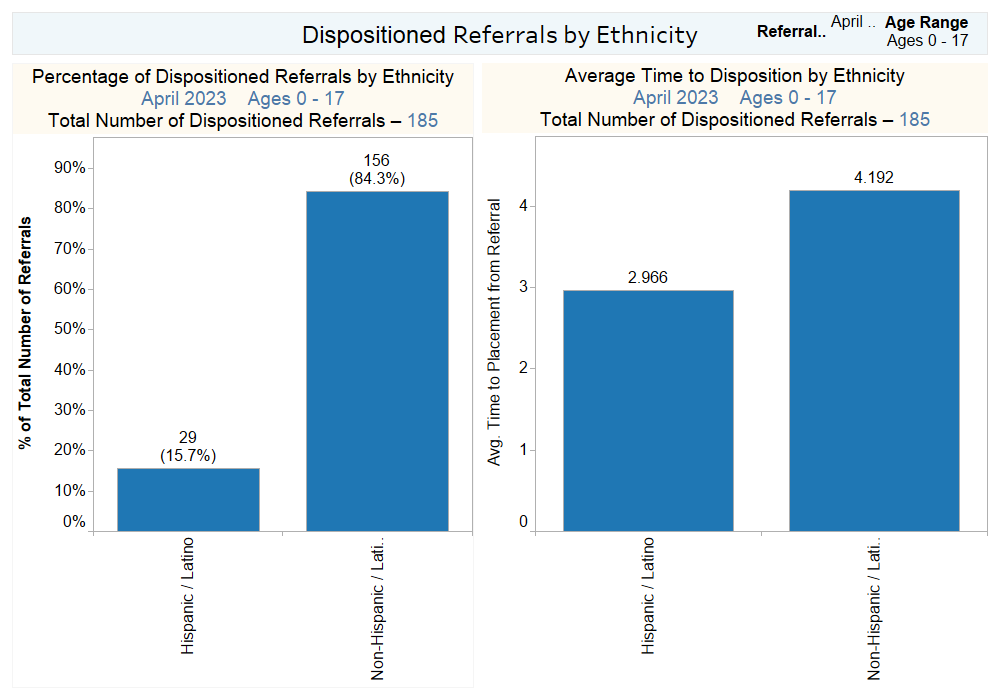 Dispositioned Referrals by Ethnicity
Referral..
April ..
Age Range
Ages 0 - 17
Percentage of Dispositioned Referrals by Ethnicity
April 2023 Ages 0 - 17
Total Number of Dispositioned Referrals – 185
% of Total Number of Referrals
90%
80%
70%
60%
50%
40%
30%
20%
10%
0%
29
(15.7%)
156
(84.3%)
Hispanic / Latino
Non-Hispanic / Lati..
Average Time to Disposition by Ethnicity
April 2023 Ages 0 - 17
Total Number of Dispositioned Referrals – 185
Avg. Time to Placement from Referral
4
3
2
1
0
2.966
4.192
Hispanic / Latino
Non-Hispanic / Lati..